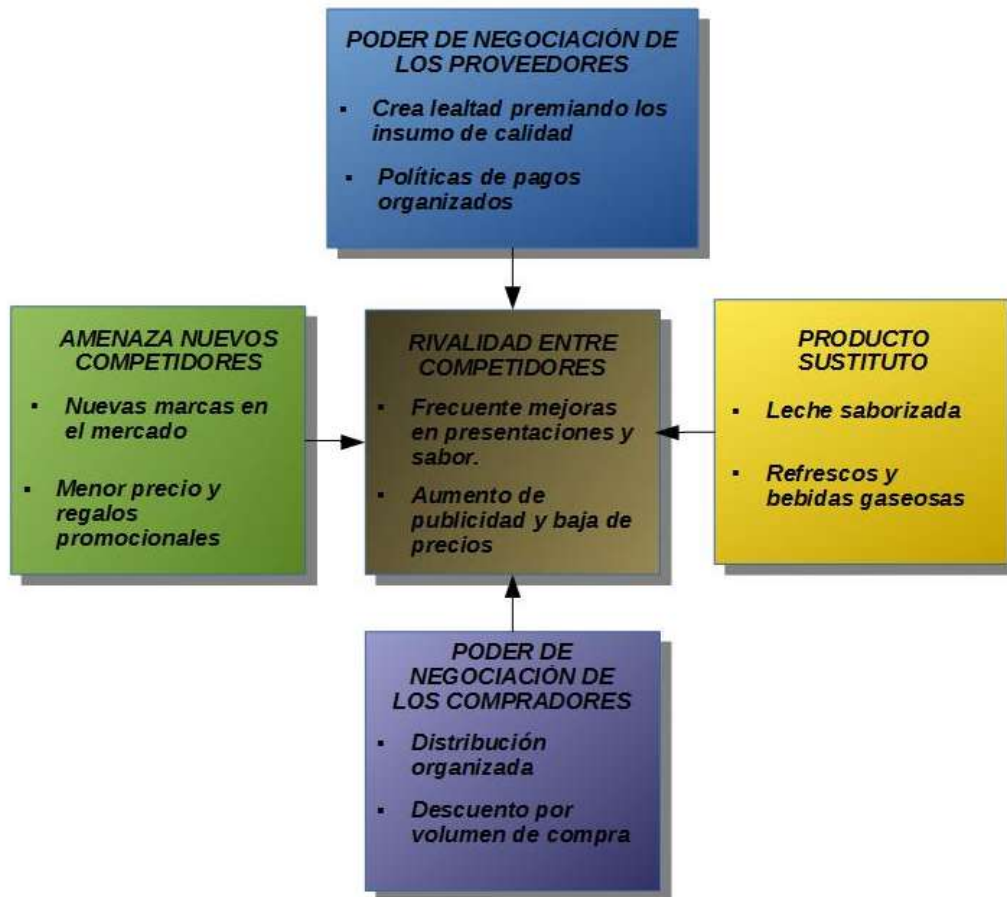 PODER DE NEGOCIACIÓN DE
LOS PROVEEDORES
▪ Crea lealtad premiando los
insumo de calidad
▪ Políticas de pagos
organizados
AMENAZA NUEVOS
COMPETIDORES
▪ Nuevas marcas en
el mercado
▪ Menor precio y
regalos
promocionales
RIVALIDAD ENTRE
COMPETIDORES
▪ Frecuente mejoras
en presentaciones y
sabor.
▪ Aumento de
publicidad y baja de
precios
PRODUCTO
SUSTITUTO
▪ Leche saborizada
▪ Refrescos y
bebidas gaseosas
PODER DE
NEGOCIACIÓN DE
LOS COMPRADORES
▪ Distribución
organizada
▪ Descuento por
volumen de compra